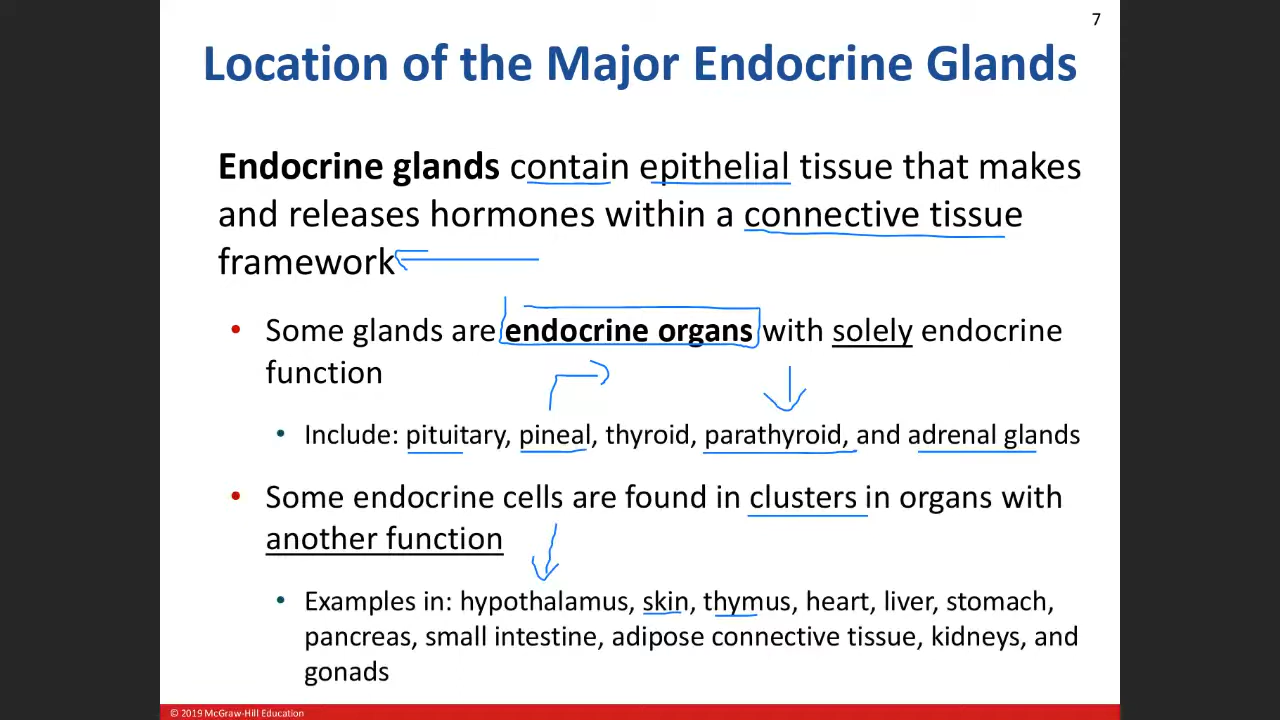 7
Location of the Major Endocrine Glands
Endocrine glands contain epithelial tissue that makes
and releases hormones within a connective tissue
framework
• Some glands are endocrine organs with solely endocrine
function
• Include: pituitary, pineal, thyroid, parathyroid, and adrenal glands
• Some endocrine cells are found in clusters in organs with
another function
• Examples in: hypothalamus, skin, thymus, heart, liver, stomach,
pancreas, small intestine, adipose connective tissue, kidneys, and
gonads
© 2019 McGraw-Hill Education